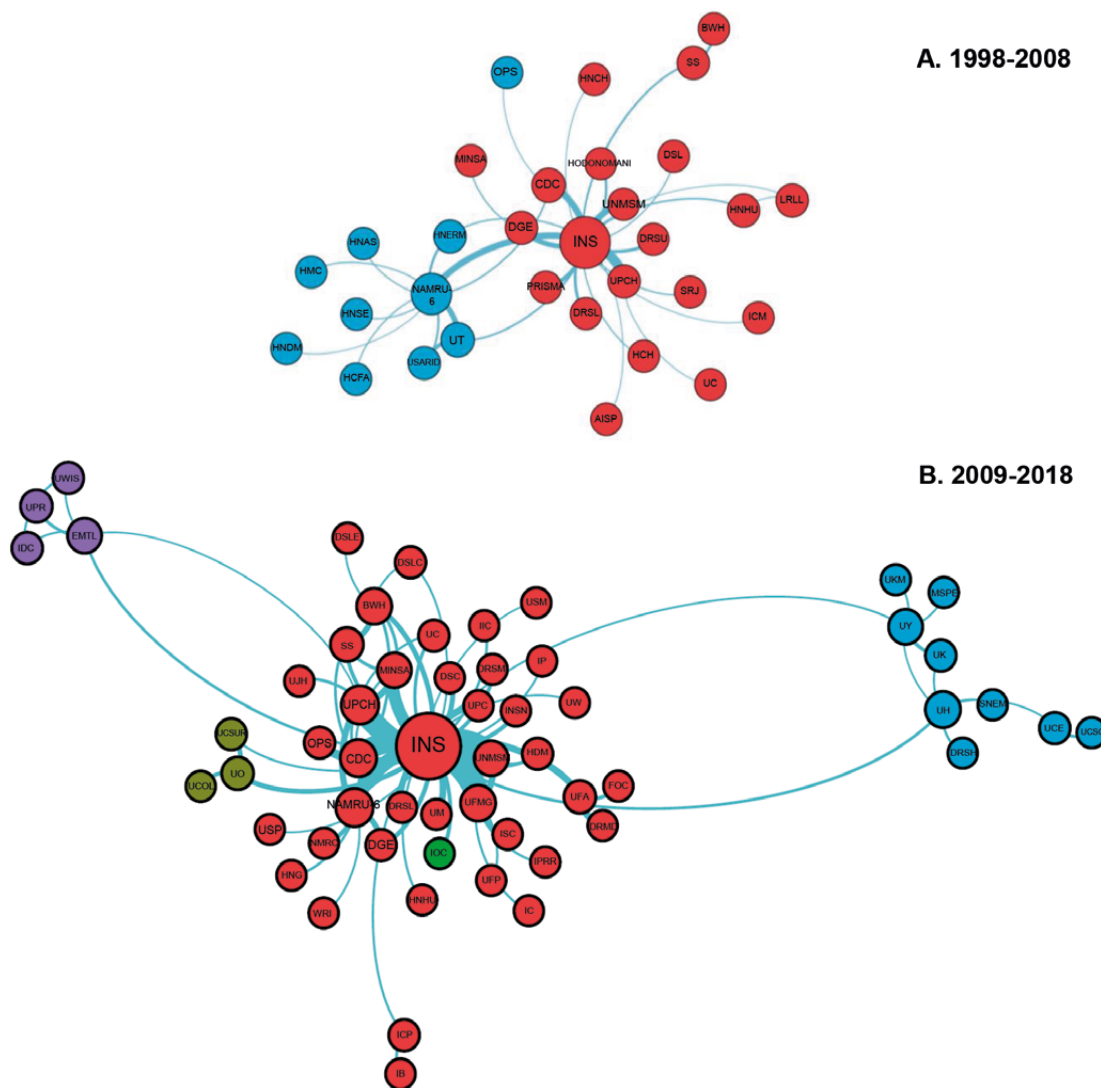 BWH
A. 1998-2008
SS
OPS
HNCH
MINSA
HODONOMANI
DSL
CDC
UNMSM
HNHU
LRLL
DGE
INS
DRSU
HNERM
HNAS
HMC
NAMRU-
6
PRISMA
UPCH
SRJ
HNSE
DRSL
ICM
UT
HNDM
USARID
HCFA
HCH
UC
AISP
B. 2009-2018
UWIS
UPR
EMTL
IDC
DSLE
DSLC
BWH
UKM
MSPE
USM
IIC
UC
UY
SS
MINSA
DSC
DRSM
IP
UK
UJH
UPCH
UPC
INSN
UW
UH
SNEM
OPS
INS
UCE
UCSG
UCSUR
CDC
UNMSM
HDM
DRSH
UO
UCOL
NAMRU-6
DRSL
UM
UFMG
UFA
FOC
USP
DRMD
NMRC
DGE
IOC
ISC
IPRR
HNG
HNHU
UFP
WRI
IC
ICP
IB